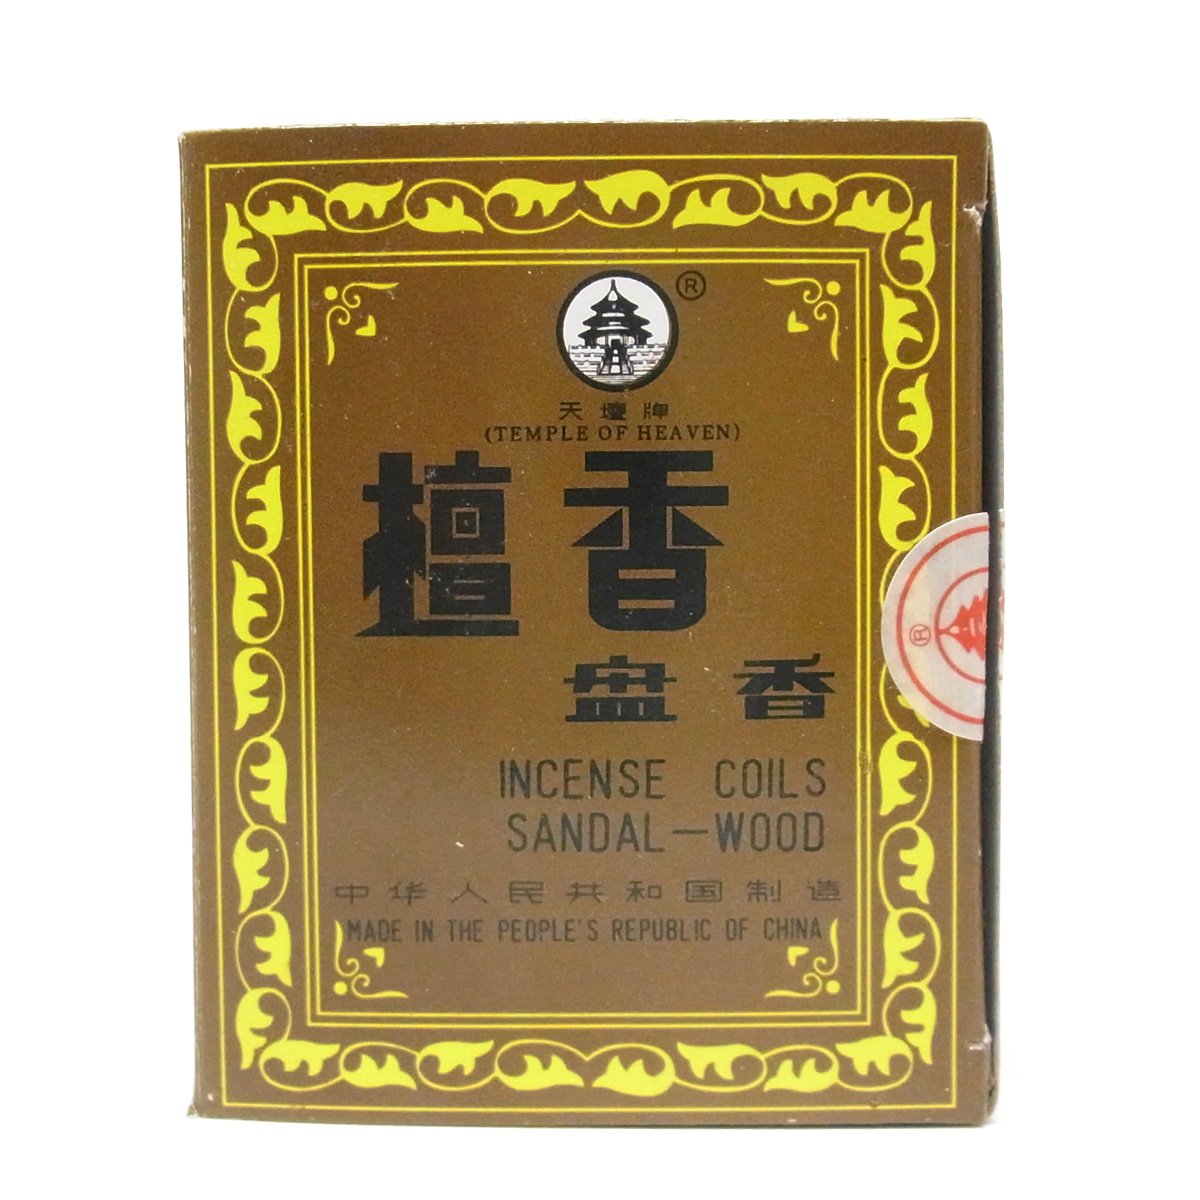 ®
天壇牌
(TEMPLE OF HEAVEN)
檀香
盘香
INCENSE COILS
SANDAL—WOOD
中华人民共和国制造
MADE IN THE PEOPLE'S REPUBLIC OF CHINA
®